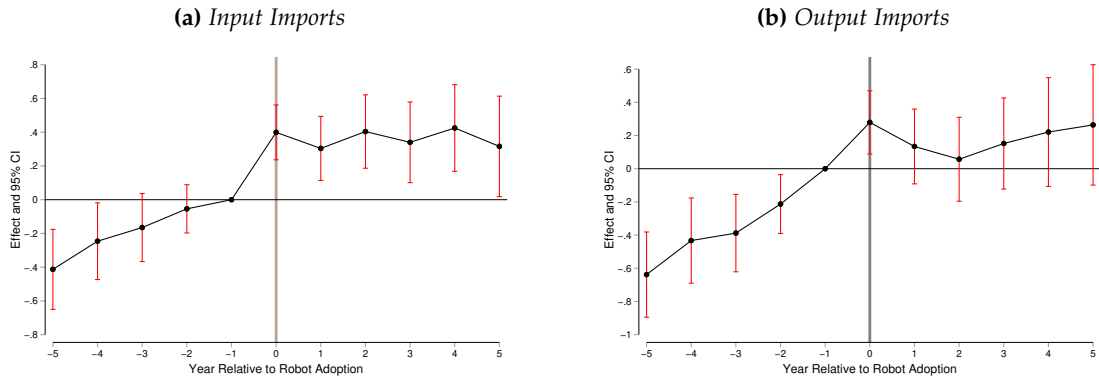 (a) Input Imports
Effect and 95% CI
.8
.6
.4
.2
0
-.2
-.4
-.6
-.8
-5 -4 -3 -2 -1 0 1 2 3 4 5
Year Relative to Robot Adoption
(b) Output Imports
Effect and 95% CI
.6
.4
.2
0
-.2
-.4
-.6
-.8
-1
-5 -4 -3 -2 -1 0 1 2 3 4 5
Year Relative to Robot Adoption